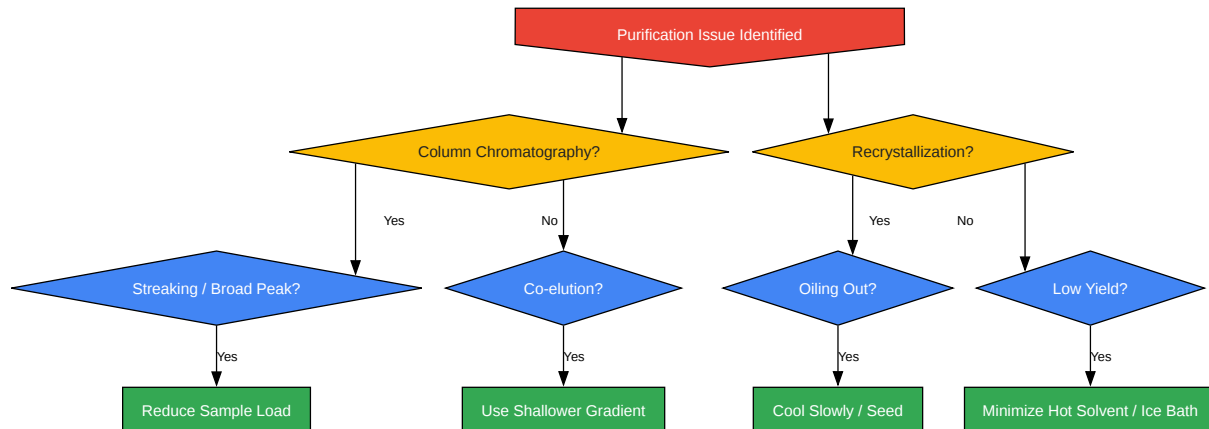 Purification Issue Identified
Column Chromatography?
Recrystallization?
Yes
No
Yes
No
Streaking / Broad Peak?
Co-elution?
Oiling Out?
Low Yield?
Yes
Yes
Yes
Yes
Reduce Sample Load
Use Shallower Gradient
Cool Slowly / Seed
Minimize Hot Solvent / Ice Bath